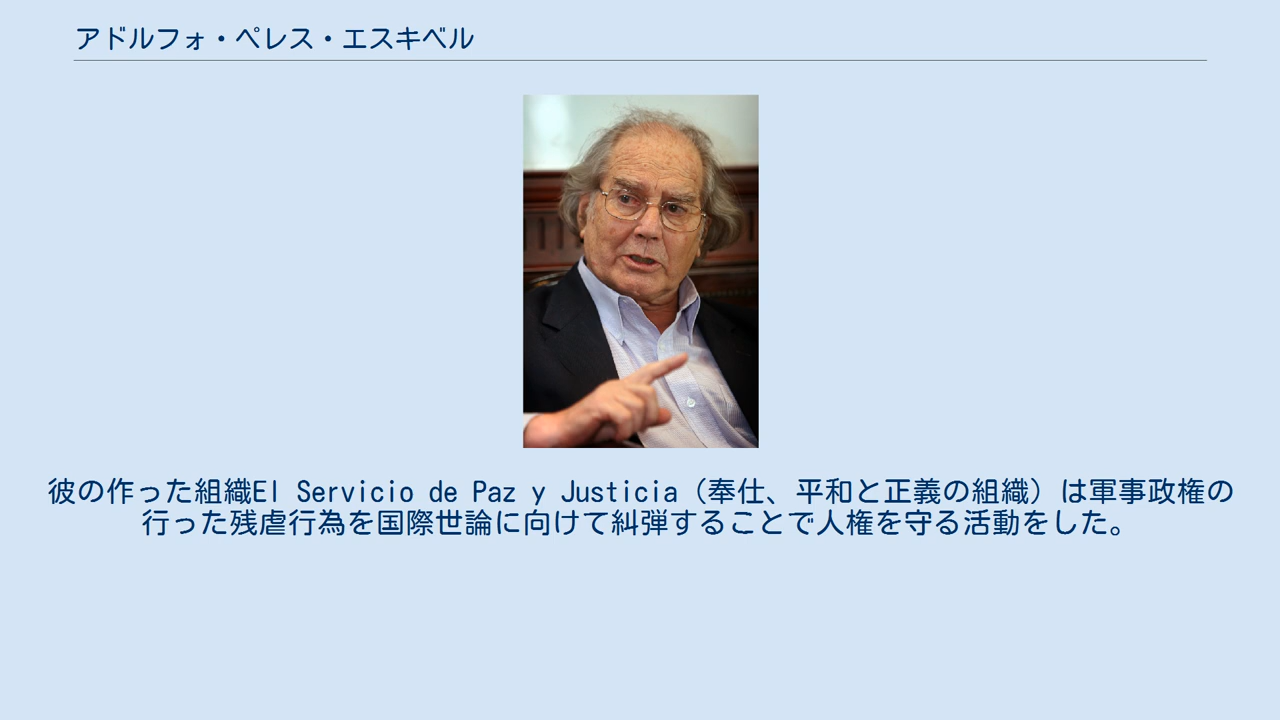 アドルフォ・ペレス・エスキベル
彼の作った組織El Servicio de Paz y Justicia（奉仕、平和と正義の組織）は軍事政権の
行った残虐行為を国際世論に向けて糾弾することで人権を守る活動をした。